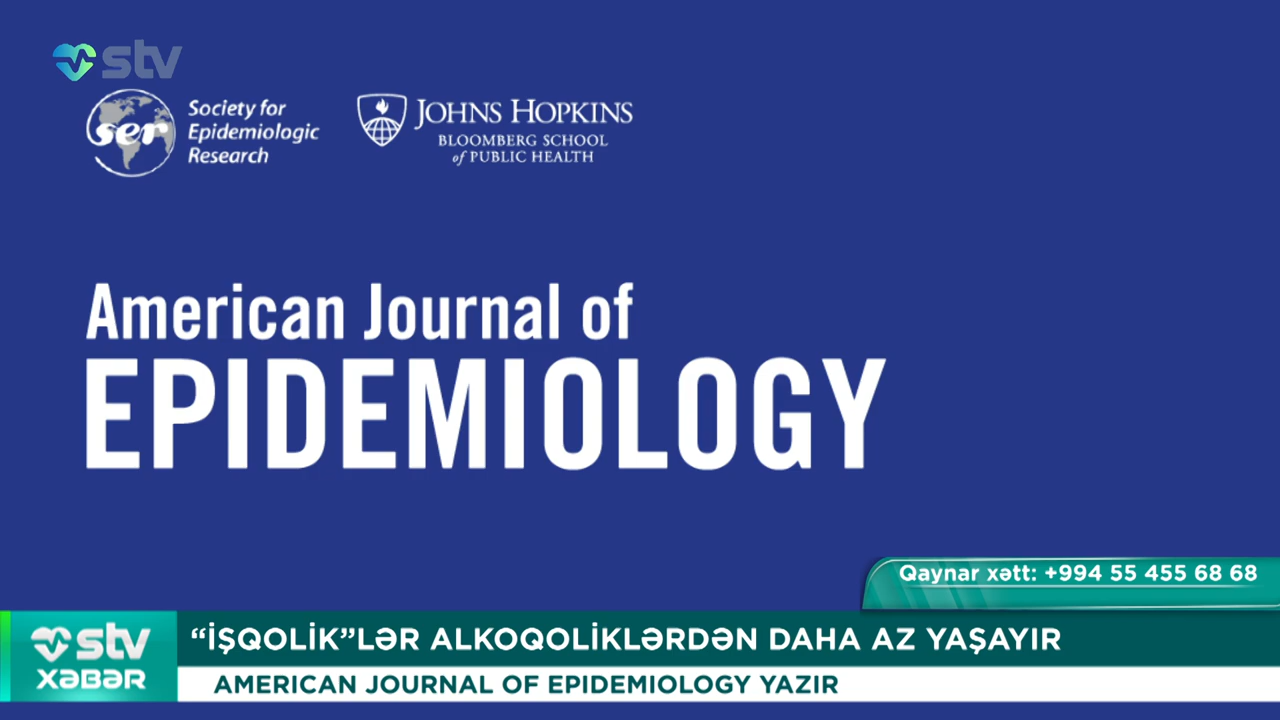 stv
ser
Society for
Epidemiologic
Research
JOHNS HOPKINS
BLOOMBERG SCHOOL
of PUBLIC HEALTH
American Journal of
EPIDEMIOLOGY
Qaynar xətt: +994 55 455 68 68
stv
XƏBƏR
“İŞQOLİK”LƏR ALKOQOLİKLƏRDƏN DAHA AZ YAŞAYIR
AMERICAN JOURNAL OF EPIDEMIOLOGY YAZIR